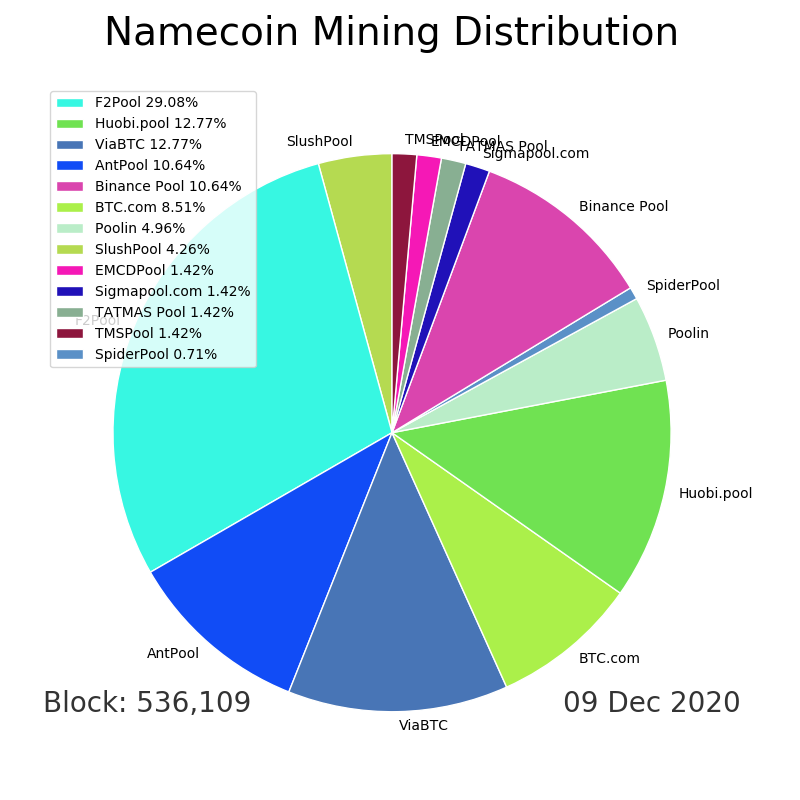 Namecoin Mining Distribution
F2Pool 29.08%
Huobi.pool 12.77%
ViaBTC 12.77%
AntPool 10.64%
Binance Pool 10.64%
BTC.com 8.51%
Poolin 4.96%
SlushPool 4.26%
EMCDPool 1.42%
Sigmapool.com 1.42%
TATMAS Pool 1.42%
TMSPool 1.42%
SpiderPool 0.71%
SlushPool
TMSPool
EMCDPool
TATMAS Pool
Sigmapool.com
Binance Pool
SpiderPool
Poolin
F2Pool
Huobi.pool
AntPool
BTC.com
ViaBTC
Block: 536,109
09 Dec 2020